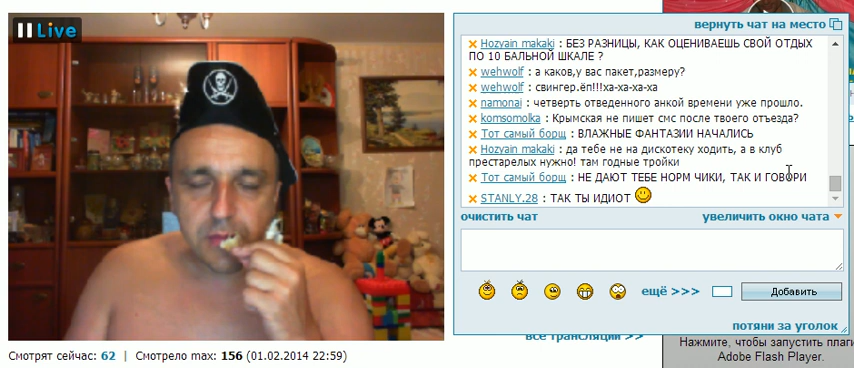 Live
вернуть чат на место
Hozyain makaki : БЕЗ РАЗНИЦЫ, КАК ОЦЕНИВАЕШЬ СВОЙ ОТДЫХ
ПО 10 БАЛЬНОЙ ШКАЛЕ ?
wehwolf : а каков,у вас пакет,размеру?
wehwolf : свингер.ёп!!!ха-ха-ха-ха
namonai : четверть отведенного анкой времени уже прошло.
komsomolka : Крымская не пишет смс после твоего отъезда?
Тот самый борщ : ВЛАЖНЫЕ ФАНТАЗИИ НАЧАЛИСЬ
Hozyain makaki : да тебе не на дискотеку ходить, а в клуб
престарелых нужно! там годные тройки
Тот самый борщ : НЕ ДАЮТ ТЕБЕ НОРМ ЧИКИ, ТАК И ГОВОРИ
STANLY.28 : ТАК ТЫ ИДИОТ
очистить чат
увеличить окно чата
ещё >>>
Добавить
потяни за уголок
все трансляции >>
Смотят сейчас: 62 | Смотрело max: 156 (01.02.2014 22:59)
Нажмите, чтобы запустить плаги
Adobe Flash Player.